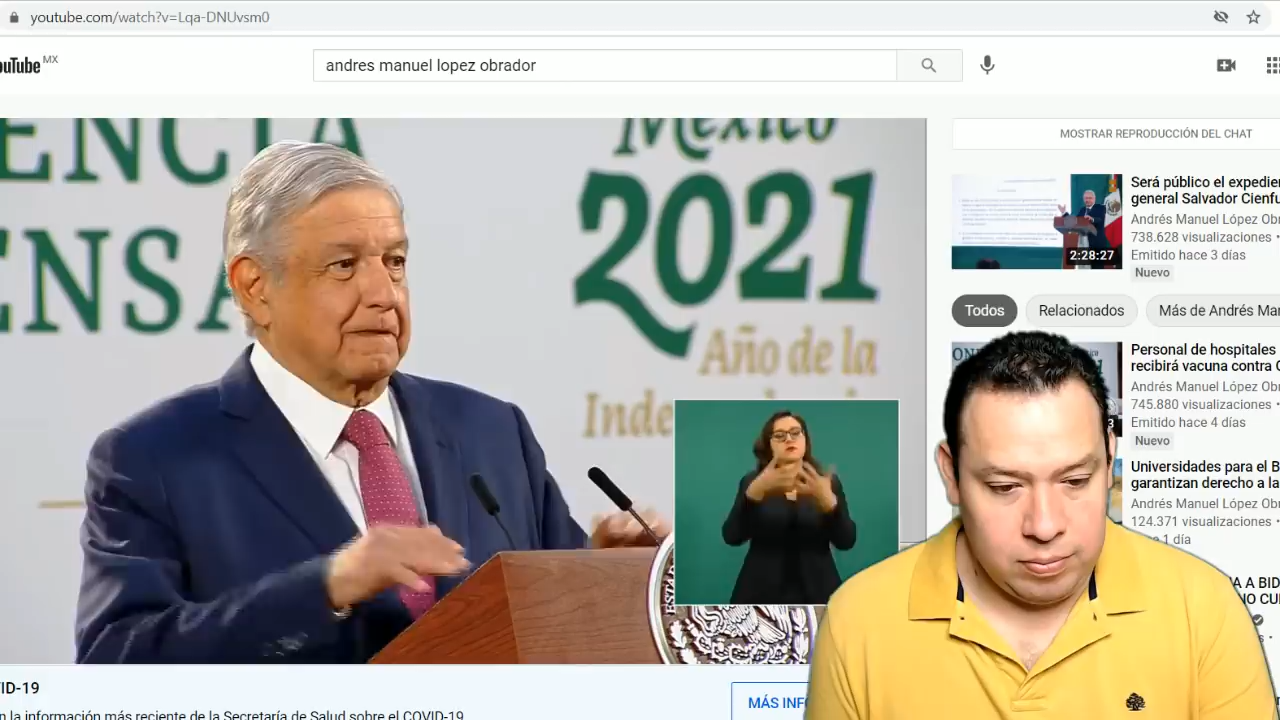 youtube.com/watch?v=Lqa-DNUvsm0
ouTube MX
andres manuel lopez obrador
ENCIA
ENSA
México
2021
Año de la
Inde
MOSTRAR REPRODUCCIÓN DEL CHAT
Será público el expedien
general Salvador Cienfu
Andrés Manuel López Ob
738.628 visualizaciones •
Emitido hace 3 días
Nuevo
2:28:27
Todos
Relacionados
Más de Andrés Mar
Personal de hospitales
recibirá vacuna contra C
Andrés Manuel López Ob
745.880 visualizaciones •
Emitido hace 4 días
Nuevo
Universidades para el B
garantizan derecho a la
Andrés Manuel López Ob
124.371 visualizaciones •
e 1 día
A A BID
NO CU
ID-19
n la información más reciente de la Secretaría de Salud sobre el COVID-19
MÁS INF